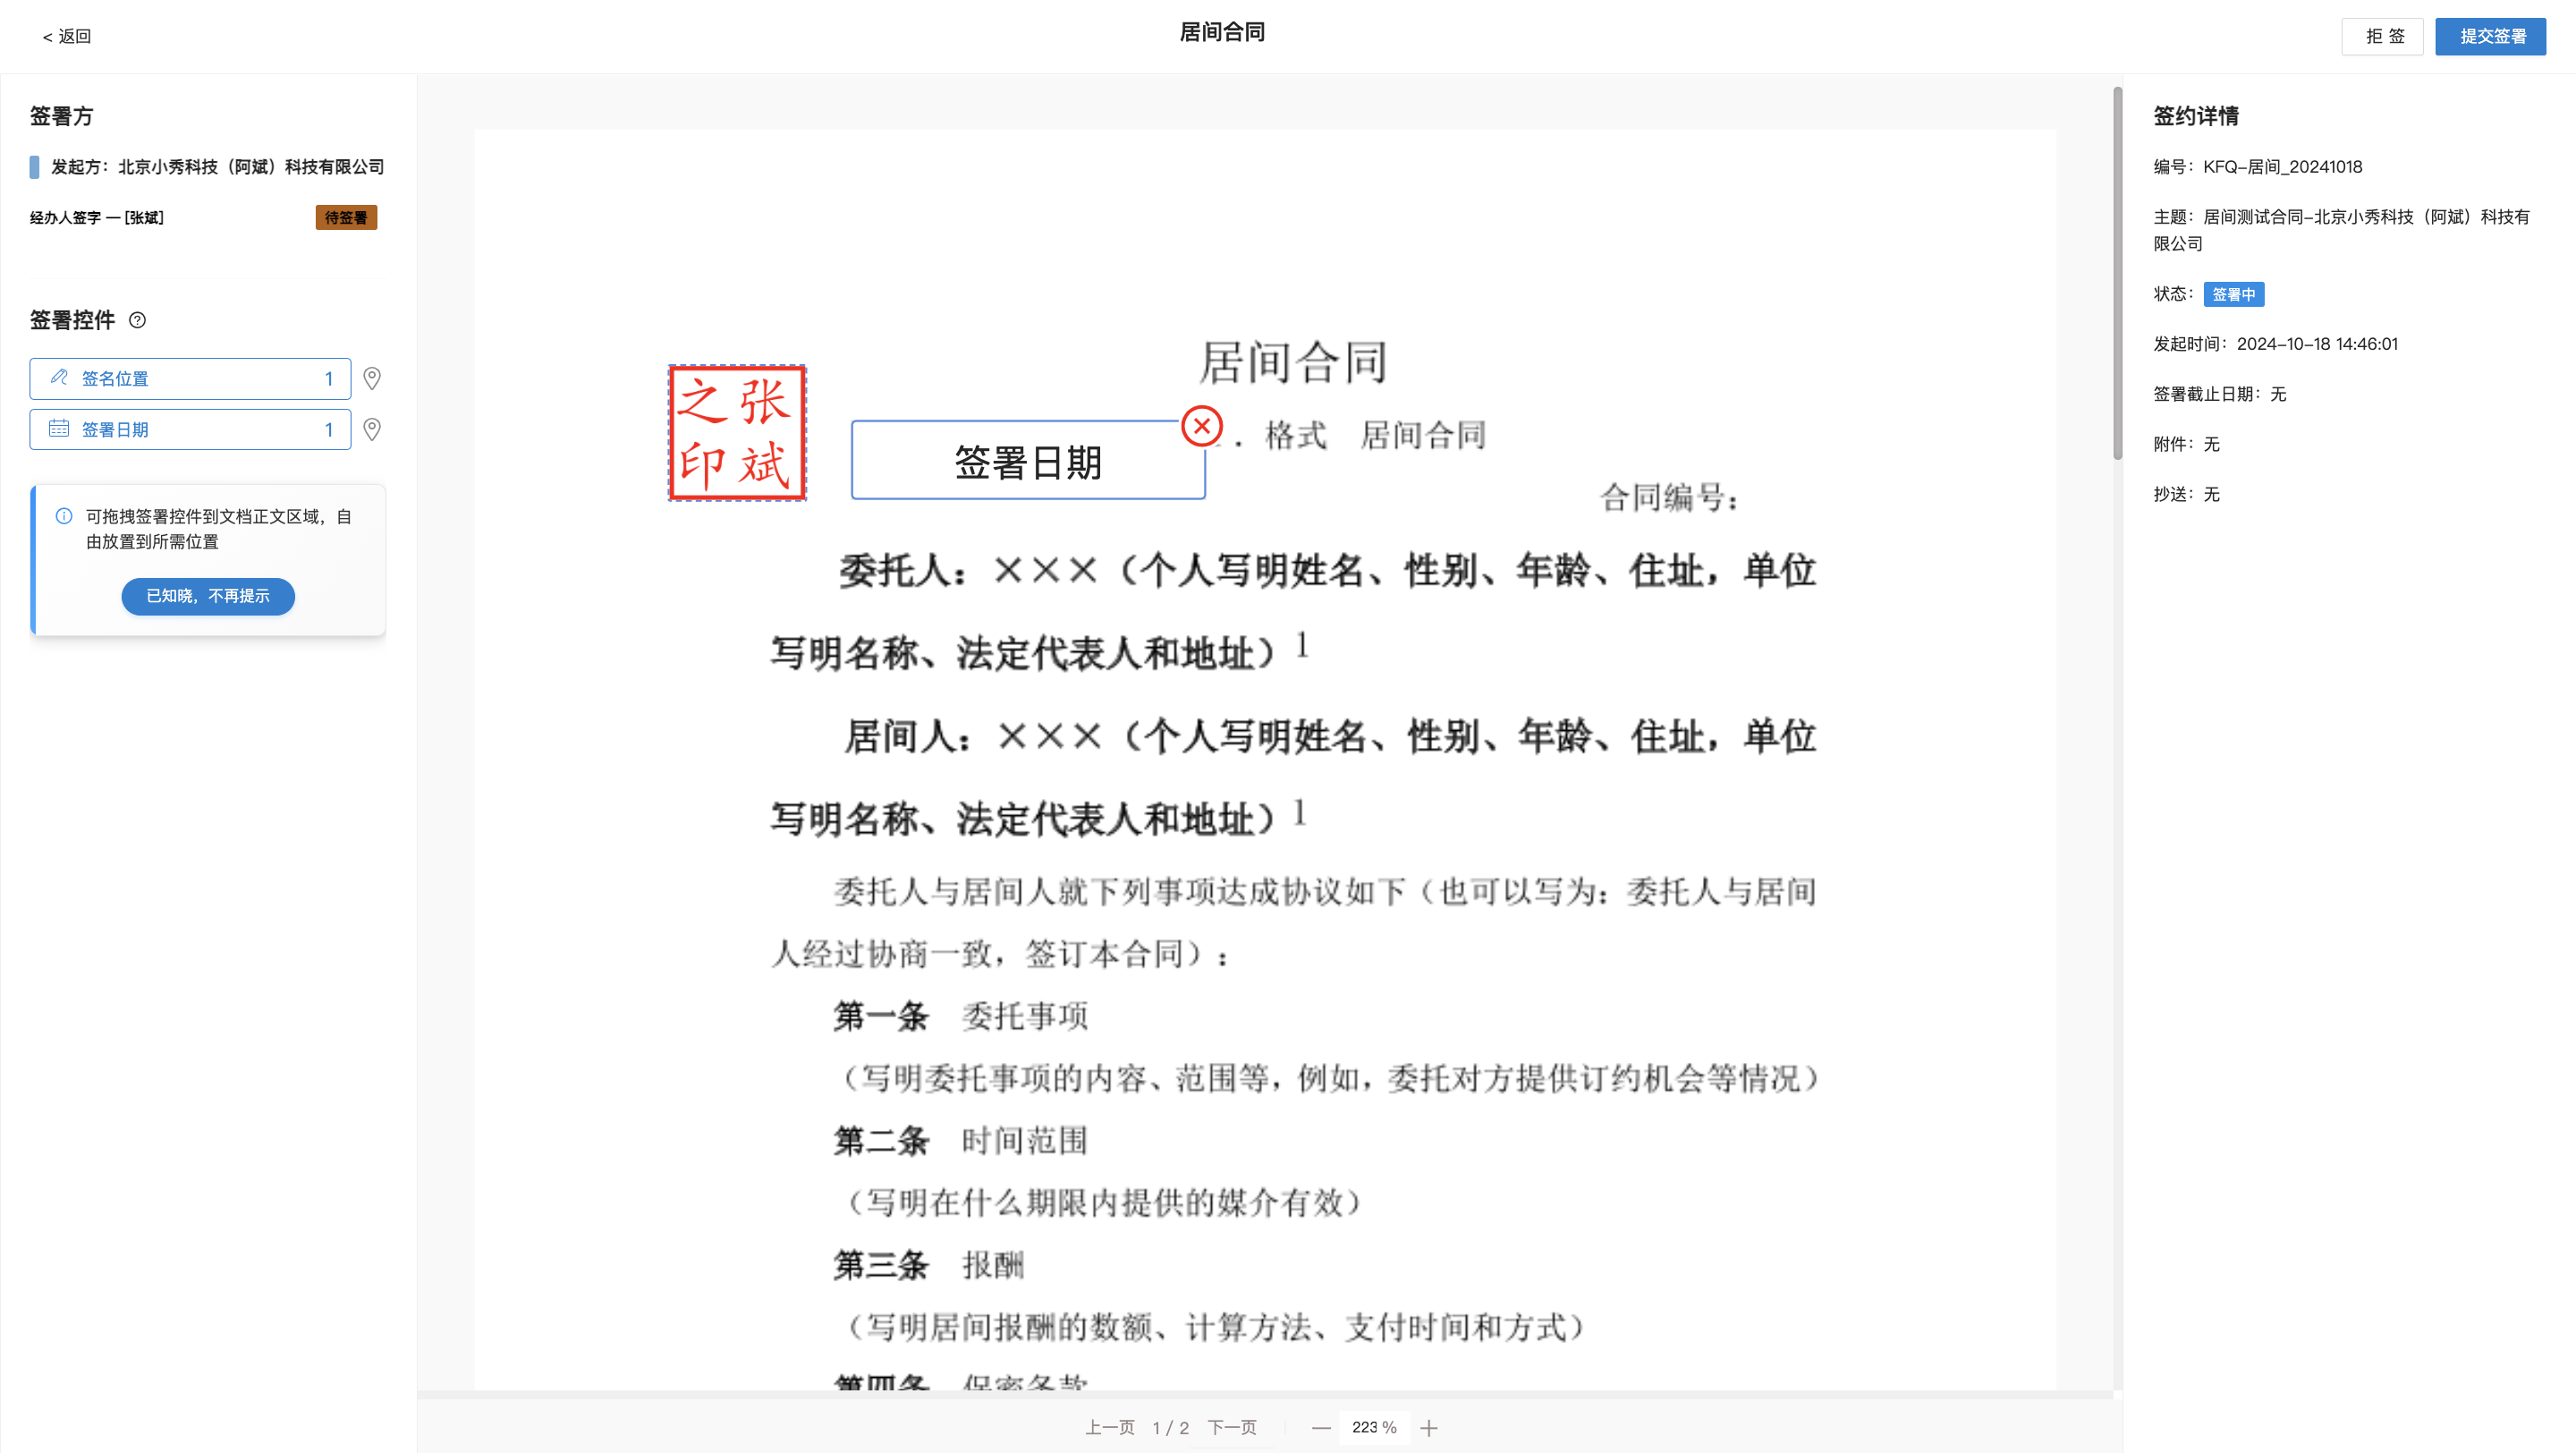 < 返回
居间合同
拒 签
提交签署
签署方
发起方：北京小秀科技（阿斌）科技有限公司
经办人签字 — [张斌]
待签署
签署控件
签名位置 1
签署日期 1
可拖拽签署控件到文档正文区域，自
由放置到所需位置
已知晓，不再提示
居间合同
张斌之印
签署日期
. 格式 居间合同
合同编号：
委托人：×××（个人写明姓名、性别、年龄、住址，单位
写明名称、法定代表人和地址）1
居间人：×××（个人写明姓名、性别、年龄、住址，单位
写明名称、法定代表人和地址）1
委托人与居间人就下列事项达成协议如下（也可以写为：委托人与居间
人经过协商一致，签订本合同）：
第一条 委托事项
（写明委托事项的内容、范围等，例如，委托对方提供订约机会等情况）
第二条 时间范围
（写明在什么期限内提供的媒介有效）
第三条 报酬
（写明居间报酬的数额、计算方法、支付时间和方式）
第四条 保密条款
上一页 1 / 2 下一页 — 223 % +
签约详情
编号：KFQ-居间_20241018
主题：居间测试合同-北京小秀科技（阿斌）科技有
限公司
状态：签署中
发起时间：2024-10-18 14:46:01
签署截止日期：无
附件：无
抄送：无